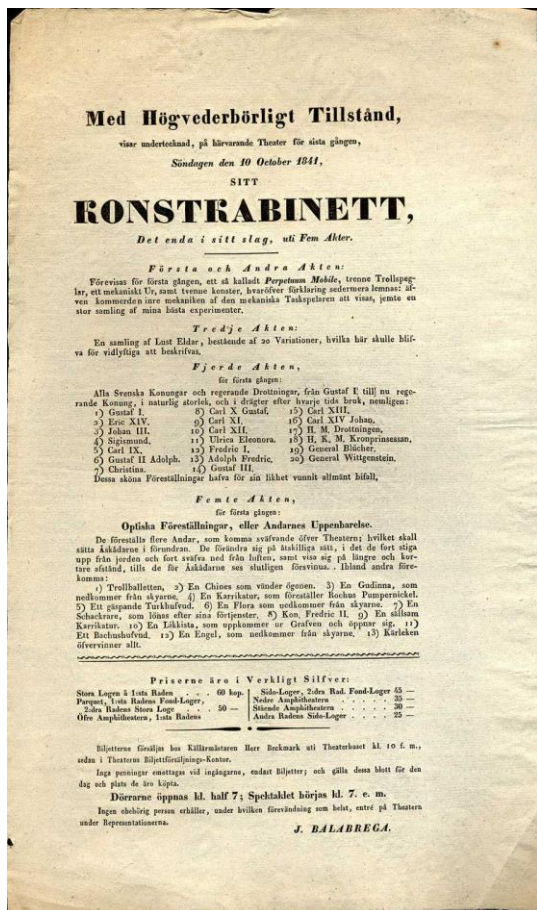 Med Högvederbörligt Tillstånd,
visar undertecknad, på härvarande Theater för sista gången,
Söndagen den 10 October 1841,
SITT
KONSTKABINETT,
Det enda i sitt slag, uti Fem Akter.
Första och Andra Akten:
Förevisas för första gången, ett så kalladt Perpetuum Mobile, trenne Trollspeg-
lar, ett mekaniskt Ur, samt tvenne konster, hvaröfver förklaring sedermera lemnas: äf-
ven kommerden inre mekaniken af den mekaniska Taskspelaren att visas, jemte en
stor samling af mina bästa experimenter.
Tredje Akten:
En samling af Lust Eldar, bestående af 20 Variationer, hvilka här skulle blif-
va för vidlyftiga att beskrifvas.
Fjerde Akten,
för första gången:
Alla Svenska Konungar och regerande Drottningar, från Gustaf I till nu rege-
rande Konung, i naturlig storlek, och i drägter efter hvarje tids bruk, nemligen:
1) Gustaf I. 8) Carl X Gustaf. 15) Carl XIII.
2) Eric XIV. 9) Carl XI. 16) Carl XIV Johan.
3) Johan III. 10) Carl XII. 17) H. M. Drottningen.
4) Sigismund. 11) Ulrica Eleonora. 18) H. K. M. Kronprinsessan.
5) Carl IX. 12) Fredric I. 19) General Blücher.
6) Gustaf II Adolph. 13) Adolph Fredric. 20) General Wittgenstein.
7) Christina. 14) Gustaf III.
Dessa sköna Föreställningar hafva för sin likhet vunnit allmänt bifall.
Femte Akten,
för första gången:
Optiska Föreställningar, eller Andarnes Uppenbarelse.
De föreställa flere Andar, som komma sväfvande öfver Theatern; hvilket skall
sätta Åskådarne i förundran. De förändra sig på åtskilliga sätt, i det de fort stiga
upp från jorden och fort sväfva ned från luften, samt viso sig på längre och kor-
tare afstånd, tills de för Åskådarne ses slutligen försvinna. . Ibland andra före-
komma:
1) Trollballetten, 2) En Chines som vänder ögonen. 3) En Gudinna, som
nedkommer från skyarne. 4) En Karrikatur, som föreställer Rochus Pumpernickel.
5) Ett gäspande Turkhufvud. 6) En Flora som nedkommer från skyarne. 7) En
Schackrare, som lönas efter sina förtjenster. 8) Kon. Fredric II. 9) En sällsam
Karrikatur. 10) En Likkista, som uppkommer ur Grafven och öppnar sig. 11)
Ett Bachushofvud. 12) En Engel, som nedkommer från skyarne. 13) Kärleken
öfvervinner allt.
Priserne äro i Verkligt Silfver:
Stora Logen à 1:sta Raden . . . 60 kop.
Parquet, 1:sta Radens Fond-Loger,
2:dra Radens Stora Loge . . 50 —
Öfre Amphitheatern, 1:sta Radens
Sido-Loger, 2:dra Rad. Fond-Loger 45 —
Nedre Amphitheatern . . . . . 35 —
Stående Amphitheatern . . . . . 30 —
Andra Radens Sido-Loger . . . . 25 —
Biljetterne försäljas hos Källarmästaren Herr Beckmark uti Theaterhuset kl. 10 f. m.,
sedan i Theaterns Biljettförsäljnings-Kontor.
Inga penningar emottagas vid ingångarne, endast Biljetter; och gälla dessa blott för den
dag och plats de äro köpta.
Dörrarne öppnas kl. half 7; Spektaklet börjas kl. 7. e. m.
Ingen obehörig person erhåller, under hvilken förevändning som helst, entré på Theatern
under Representationerna.
J. BALABREGA.